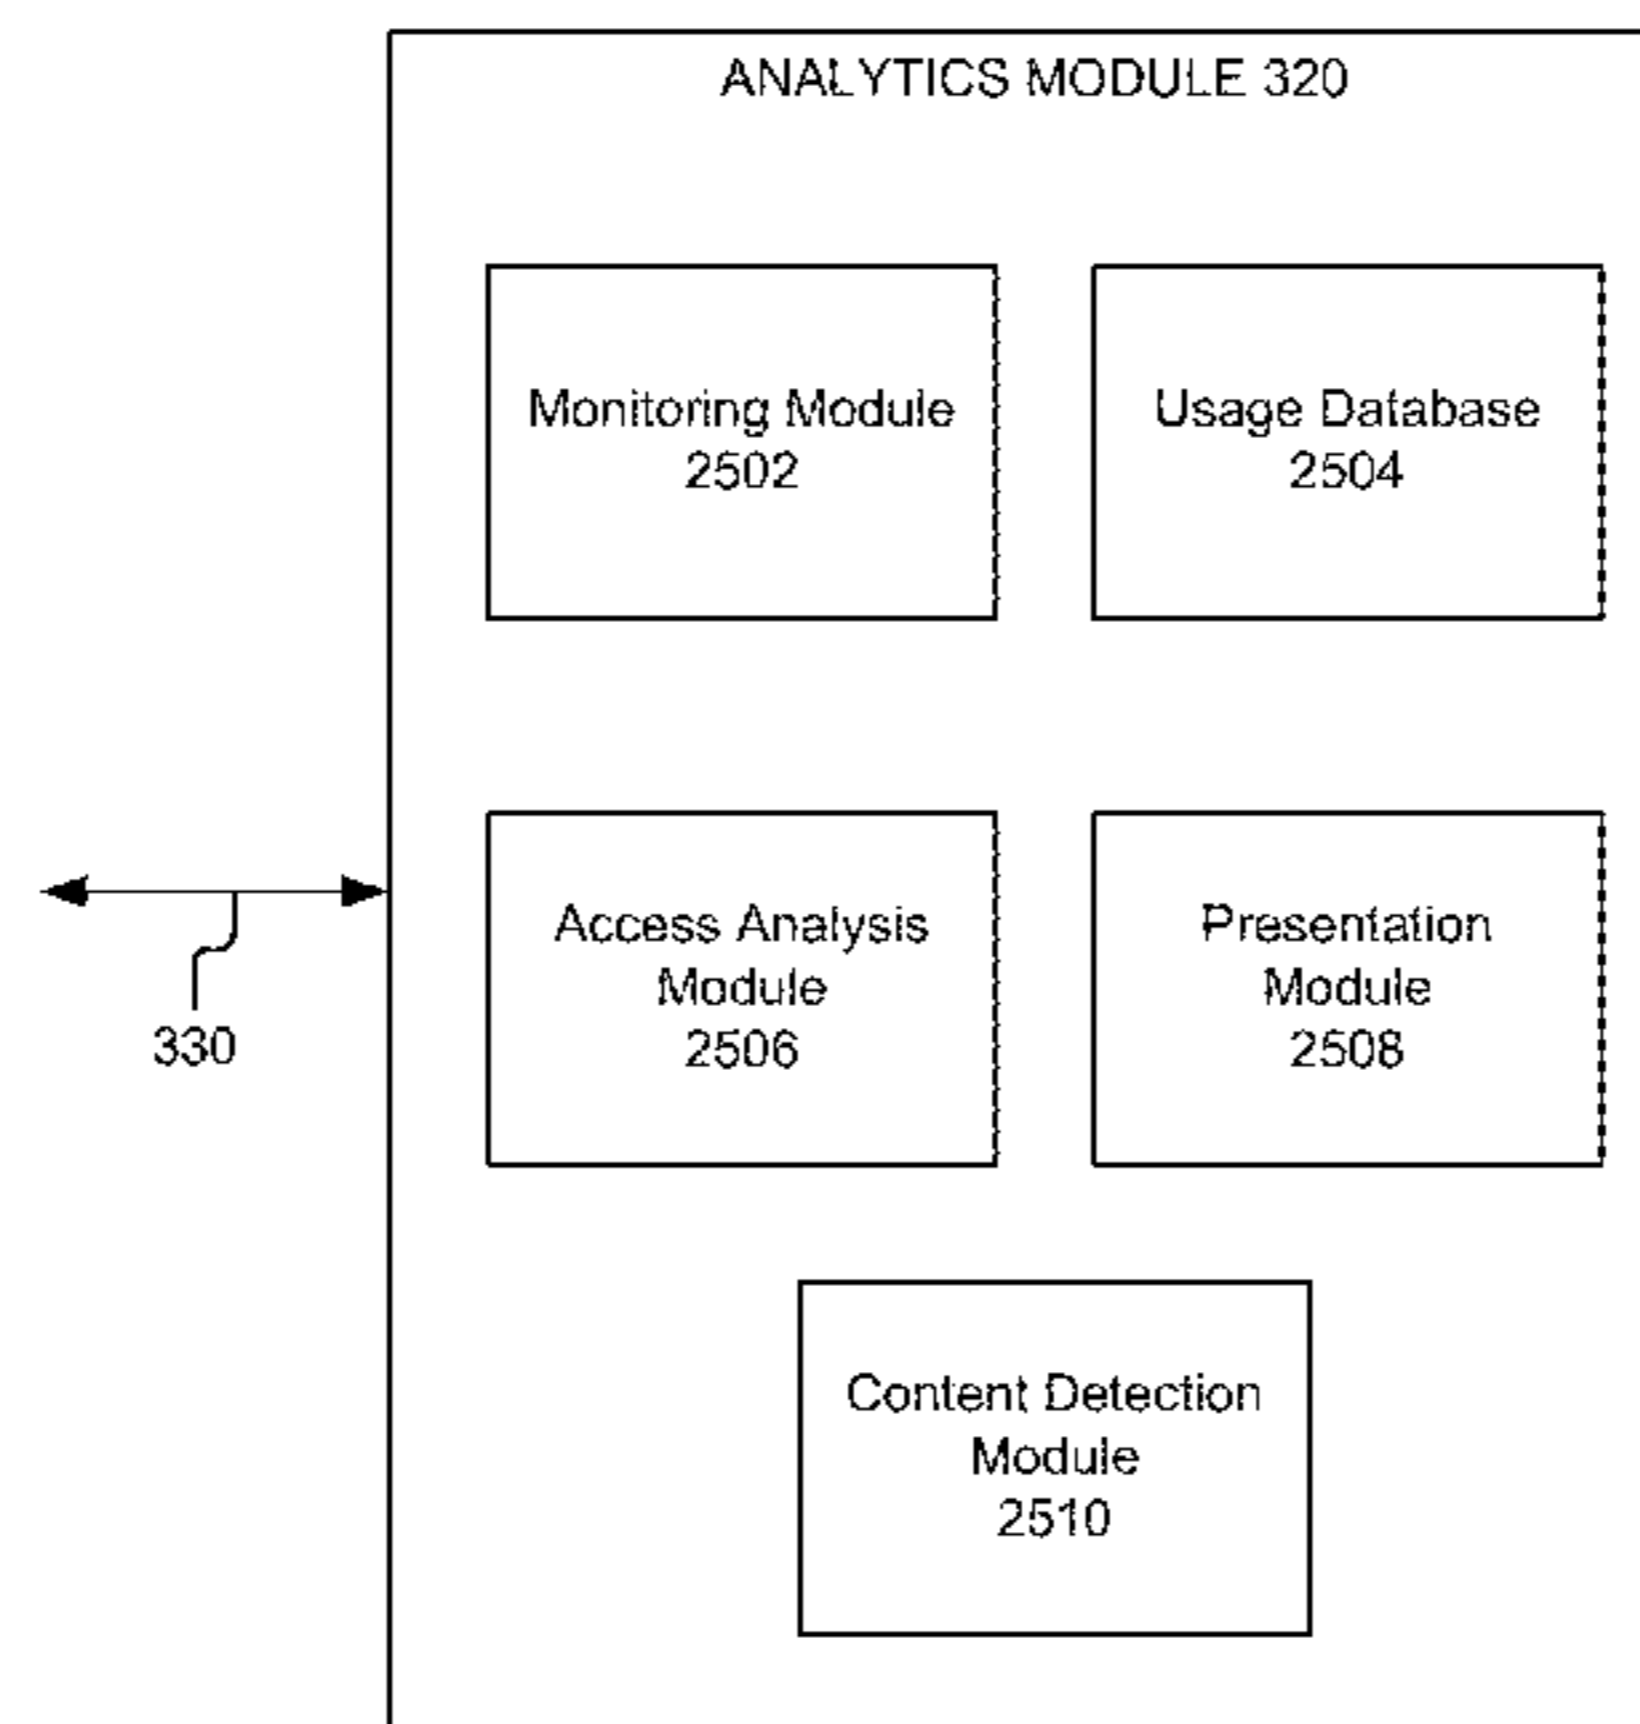 ANALYTICS MODULE 320
Monitoring Module
2502
Usage Database
2504
Access Analysis
Module
2506
Presentation
Module
2508
330
Content Detection
Module
2510